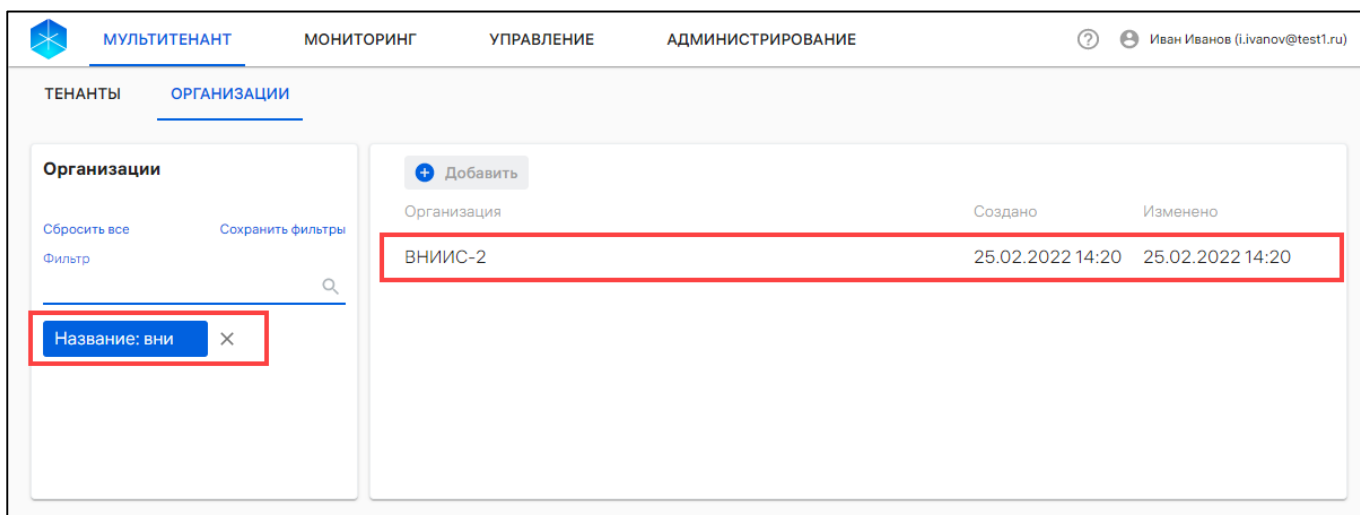 МУЛЬТИТЕНАНТ МОНИТОРИНГ УПРАВЛЕНИЕ АДМИНИСТРИРОВАНИЕ ? Иван Иванов (i.ivanov@test1.ru)
ТЕНАНТЫ ОРГАНИЗАЦИИ
Организации
Сбросить все Сохранить фильтры
Фильтр
Название: вни
Добавить
Организация Создано Изменено
ВНИИС-2 25.02.2022 14:20 25.02.2022 14:20